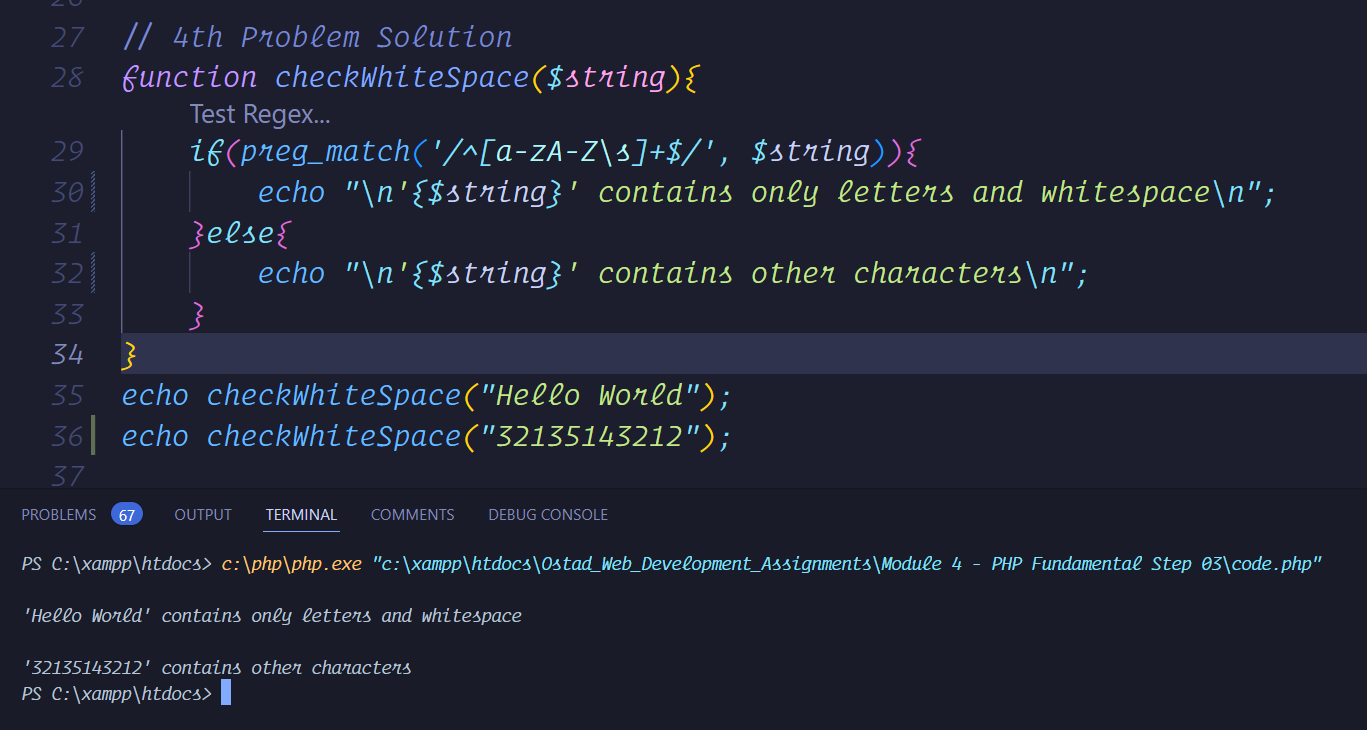 27 // 4th Problem Solution
28 function checkWhiteSpace($string){
Test Regex...
29 if(preg_match('/^[a-zA-Z\s]+$/', $string)){
30 echo "\n'{$string}' contains only letters and whitespace\n";
31 }else{
32 echo "\n'{$string}' contains other characters\n";
33 }
34 }
35 echo checkWhiteSpace("Hello World");
36 echo checkWhiteSpace("32135143212");
37
PROBLEMS 67 OUTPUT TERMINAL COMMENTS DEBUG CONSOLE
PS C:\xampp\htdocs> c:\php\php.exe "c:\xampp\htdocs\Ostad_Web_Development_Assignments\Module 4 - PHP Fundamental Step 03\code.php"
'Hello World' contains only letters and whitespace
'32135143212' contains other characters
PS C:\xampp\htdocs>